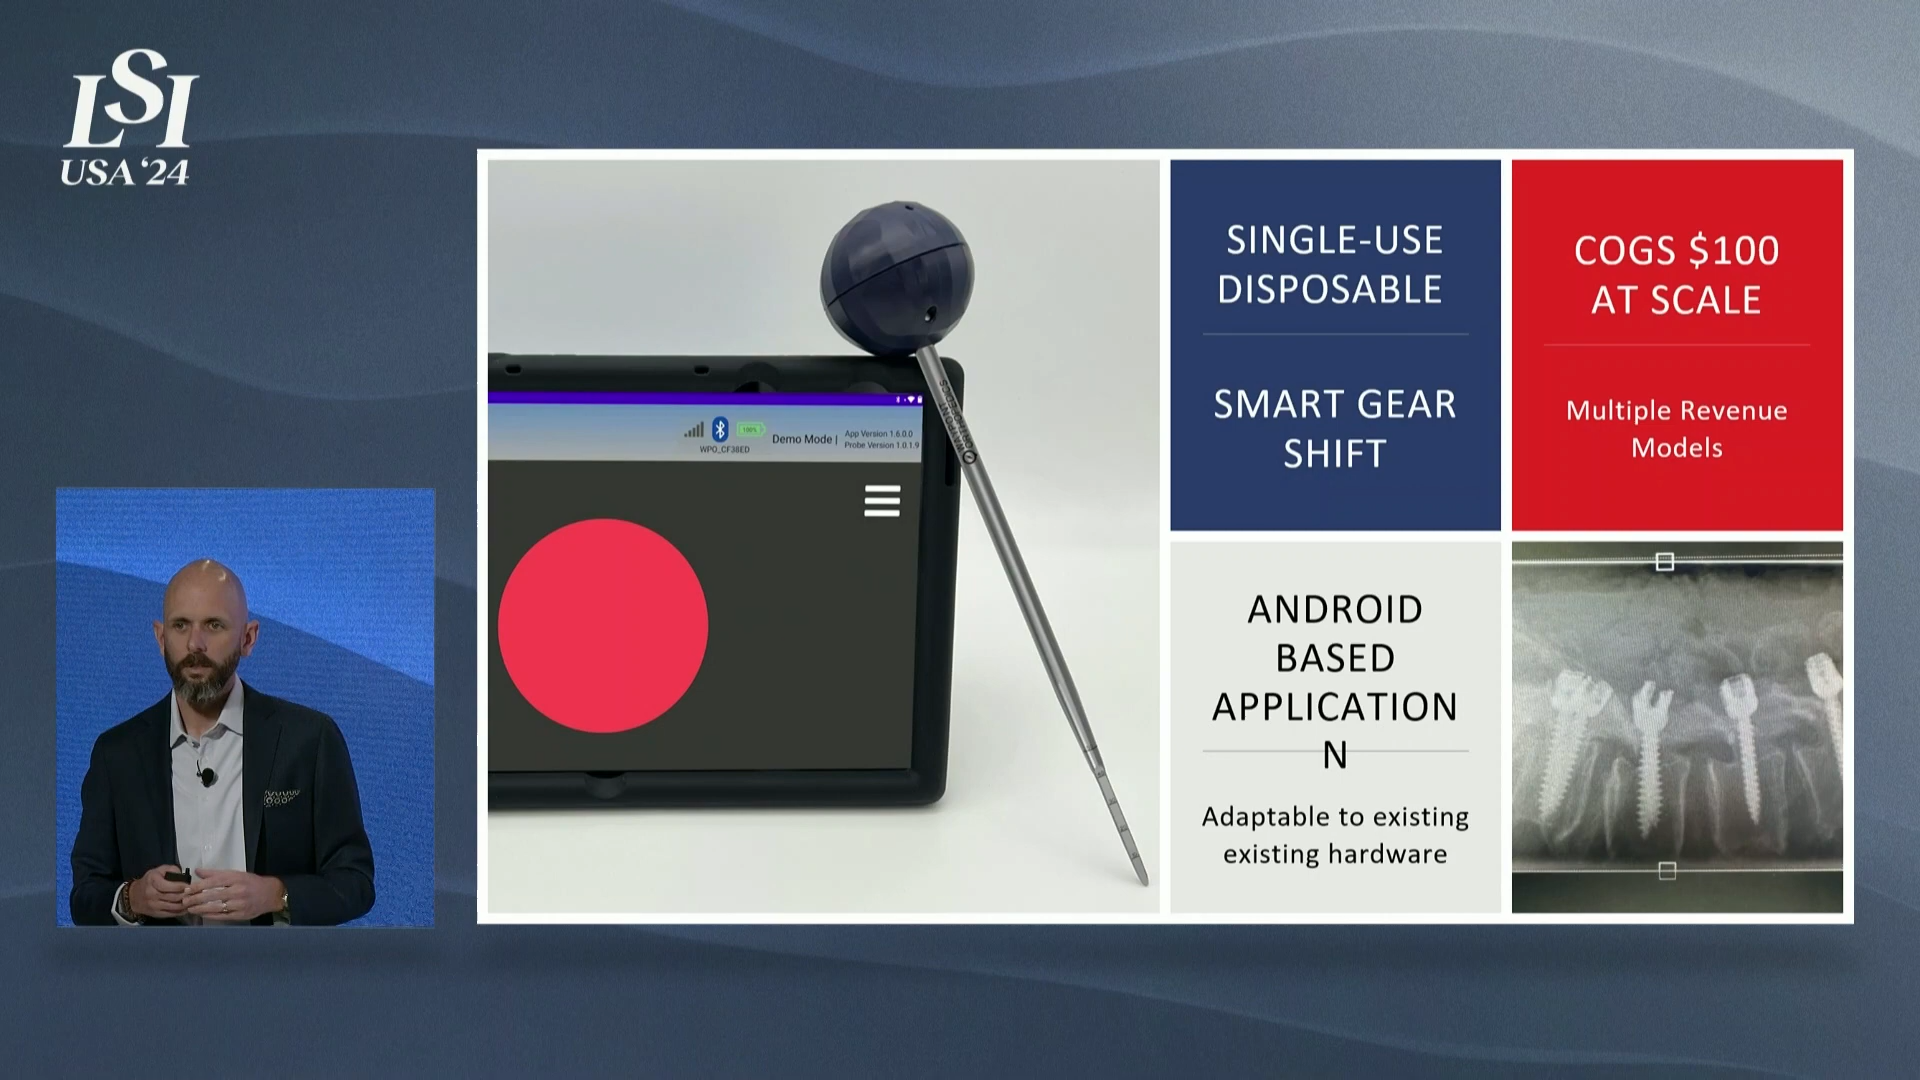 LSI
USA '24
SINGLE-USE
DISPOSABLE
SMART GEAR
SHIFT
COGS $100
AT SCALE
Multiple Revenue
Models
ANDROID
BASED
APPLICATION
N
Adaptable to existing
existing hardware
100%
Demo Mode |
App Version 1.6.0.0
Probe Version 1.0.1.9
WPO_CF38ED